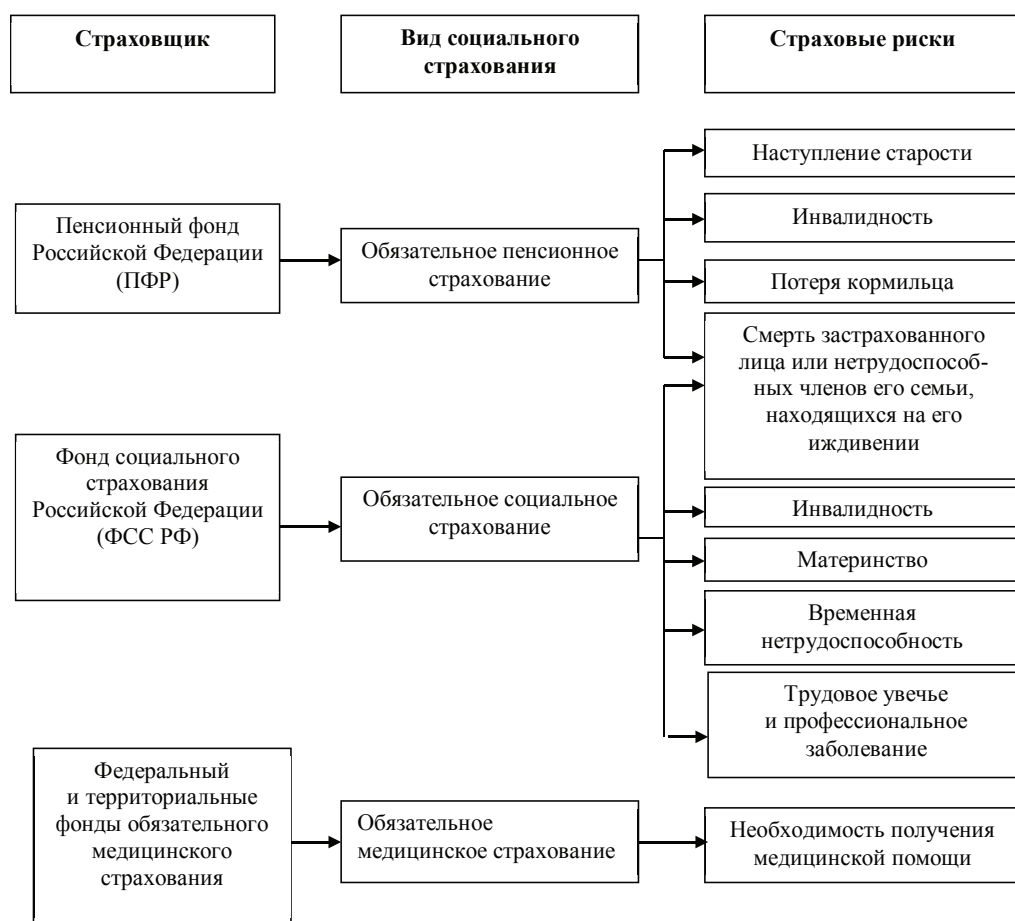 Страховщик
Вид социального
страхования
Страховые риски
Пенсионный фонд
Российской Федерации
(ПФР)
Обязательное пенсионное
страхование
Наступление старости
Инвалидность
Потеря кормильца
Смерть застрахованного
лица или нетрудоспособ-
ных членов его семьи,
находящихся на его
иждивении
Фонд социального
страхования
Российской Федерации
(ФСС РФ)
Обязательное социальное
страхование
Инвалидность
Материнство
Временная
нетрудоспособность
Трудовое увечье
и профессиональное
заболевание
Федеральный
и территориальные
фонды обязательного
медицинского
страхования
Обязательное
медицинское страхование
Необходимость получения
медицинской помощи